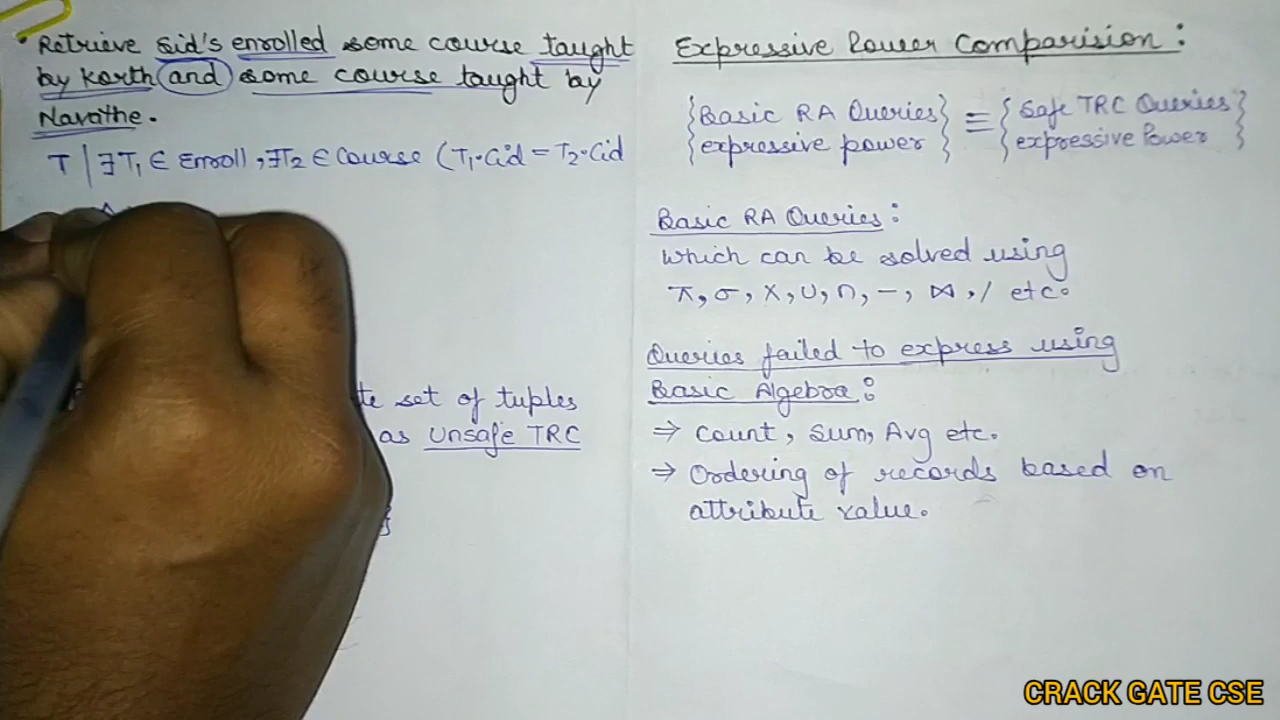 • Retrieve sid's enrolled some course taught
by Korth and some course taught by
Navathe.
T | ∃T₁ ∈ Enroll, ∃T₂ ∈ Course (T₁.Cid = T₂.Cid
set of tuples
as Unsafe TRC
Expressive Power Comparision :
{Basic RA Queries expressive power} ≡ {Safe TRC Queries expressive Power}
Basic RA Queries :
Which can be solved using
π, σ, ×, ∪, ∩, −, ⋈, / etc.
Queries failed to express using
Basic Algebra :
⇒ Count, Sum, Avg etc.
⇒ Ordering of records based on
attribute value.
CRACK GATE CSE